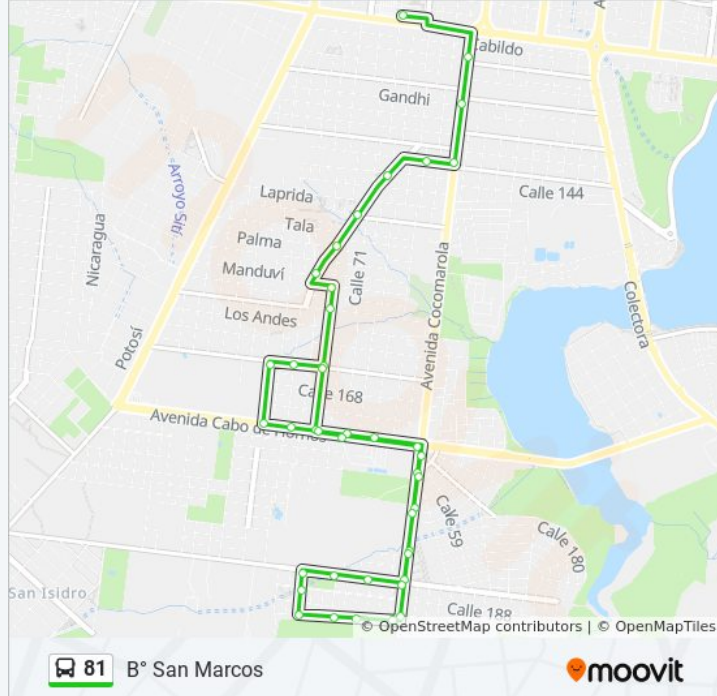 Cabildo
A
Gandhi
Calle 144
Laprida
Arroyo Sití
Tala
Nicaragua
Palma
Manduví
Calle 71
Avenida Cocomarola
Colectora
Los Andes
Potosí
Calle 168
Avenida Cabo de Hornos
Calle 59
Calle 180
San Isidro
Calle 188
© OpenStreetMap contributors | © OpenMapTiles
81 B° San Marcos
moovit